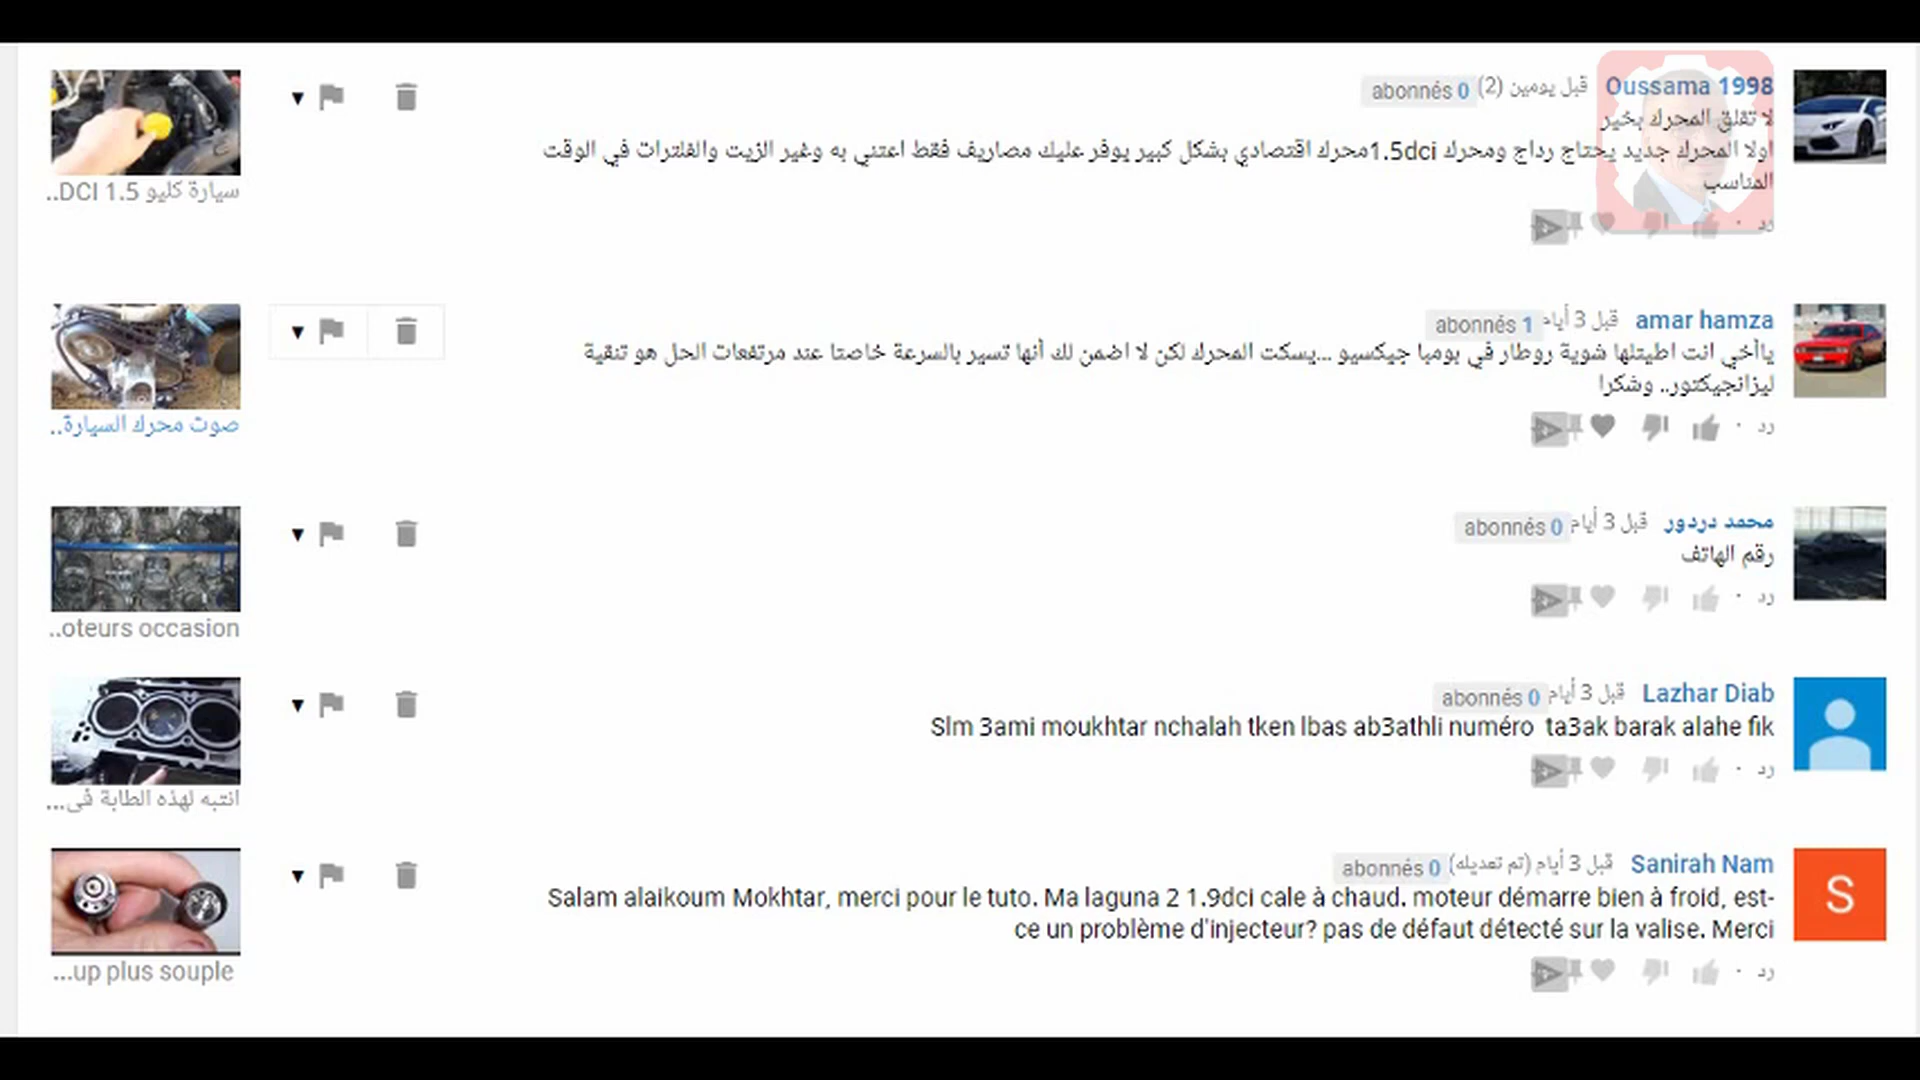 Oussama 1998 قبل يومين (2) abonnés 0
لا تقلق المحرك بخير
اولا المحرك جديد يحتاج رداج ومحرك 1.5dci محرك اقتصادي بشكل كبير يوفر عليك مصاريف فقط اعتني به وغير الزيت والفلترات في الوقت
المناسب
رد
سيارة كليو 1.5 DCI..
amar hamza قبل 3 أيام abonnés 1
ياأخي انت اطيتلها شوية روطار في بومبا جيكسيو ...يسكت المحرك لكن لا اضمن لك أنها تسير بالسرعة خاصتا عند مرتفعات الحل هو تنقية
ليزانجيكتور.. وشكرا
رد
صوت محرك السيارة..
محمد دردور قبل 3 أيام abonnés 0
رقم الهاتف
رد
..oteurs occasion
Lazhar Diab قبل 3 أيام abonnés 0
Slm 3ami moukhtar nchalah tken lbas ab3athli numéro ta3ak barak alahe fik
رد
انتبه لهذه الطابة في...
S
Sanirah Nam قبل 3 أيام (تم تعديله) abonnés 0
Salam alaikoum Mokhtar, merci pour le tuto. Ma laguna 2 1.9dci cale à chaud. moteur démarre bien à froid, est-
ce un problème d'injecteur? pas de défaut détecté sur la valise. Merci
رد
...up plus souple